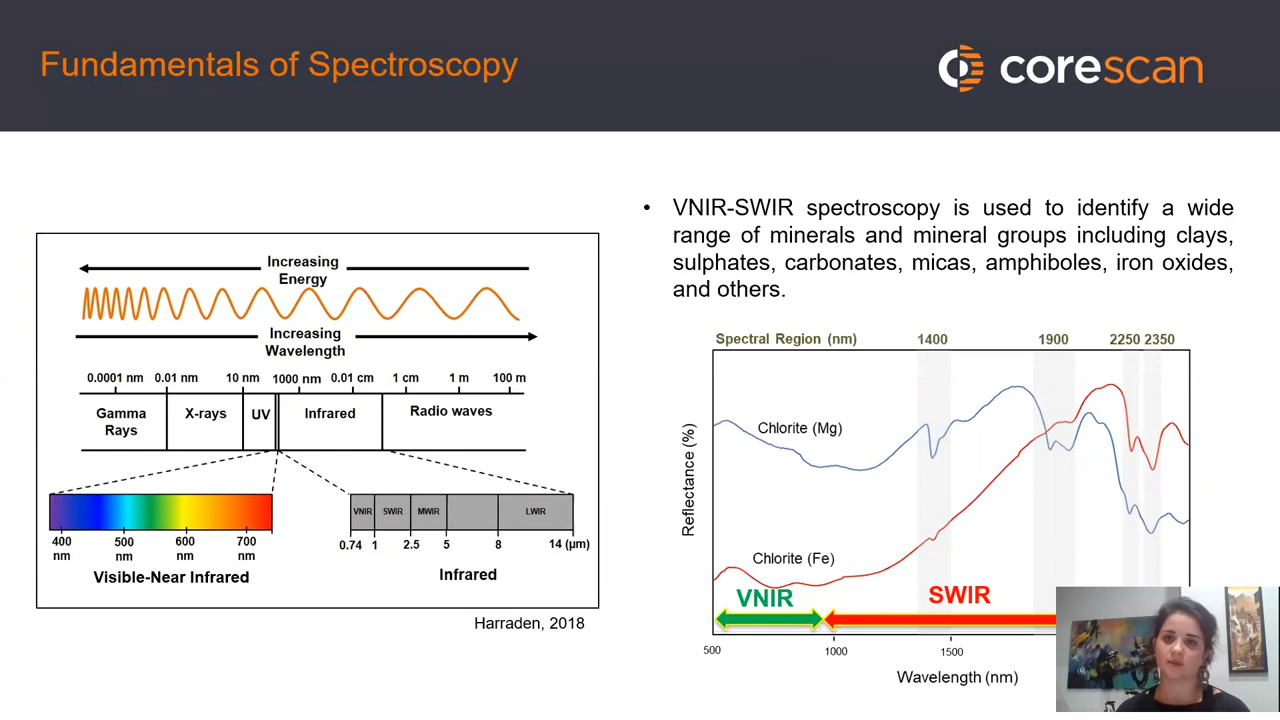 Fundamentals of Spectroscopy
corescan
Increasing
Energy
Increasing
Wavelength
0.0001 nm 0.01 nm 10 nm 1000 nm 0.01 cm 1 cm 1 m 100 m
Gamma
Rays
X-rays
UV
Infrared
Radio waves
VNIR SWIR MWIR LWIR
400
nm
500
nm
600
nm
700
nm
0.74 1 2.5 5 8 14 (µm)
Visible-Near Infrared
Infrared
Harraden, 2018
• VNIR-SWIR spectroscopy is used to identify a wide
range of minerals and mineral groups including clays,
sulphates, carbonates, micas, amphiboles, iron oxides,
and others.
Spectral Region (nm) 1400 1900 2250 2350
Reflectance (%)
Chlorite (Mg)
Chlorite (Fe)
VNIR
SWIR
500 1000 1500
Wavelength (nm)